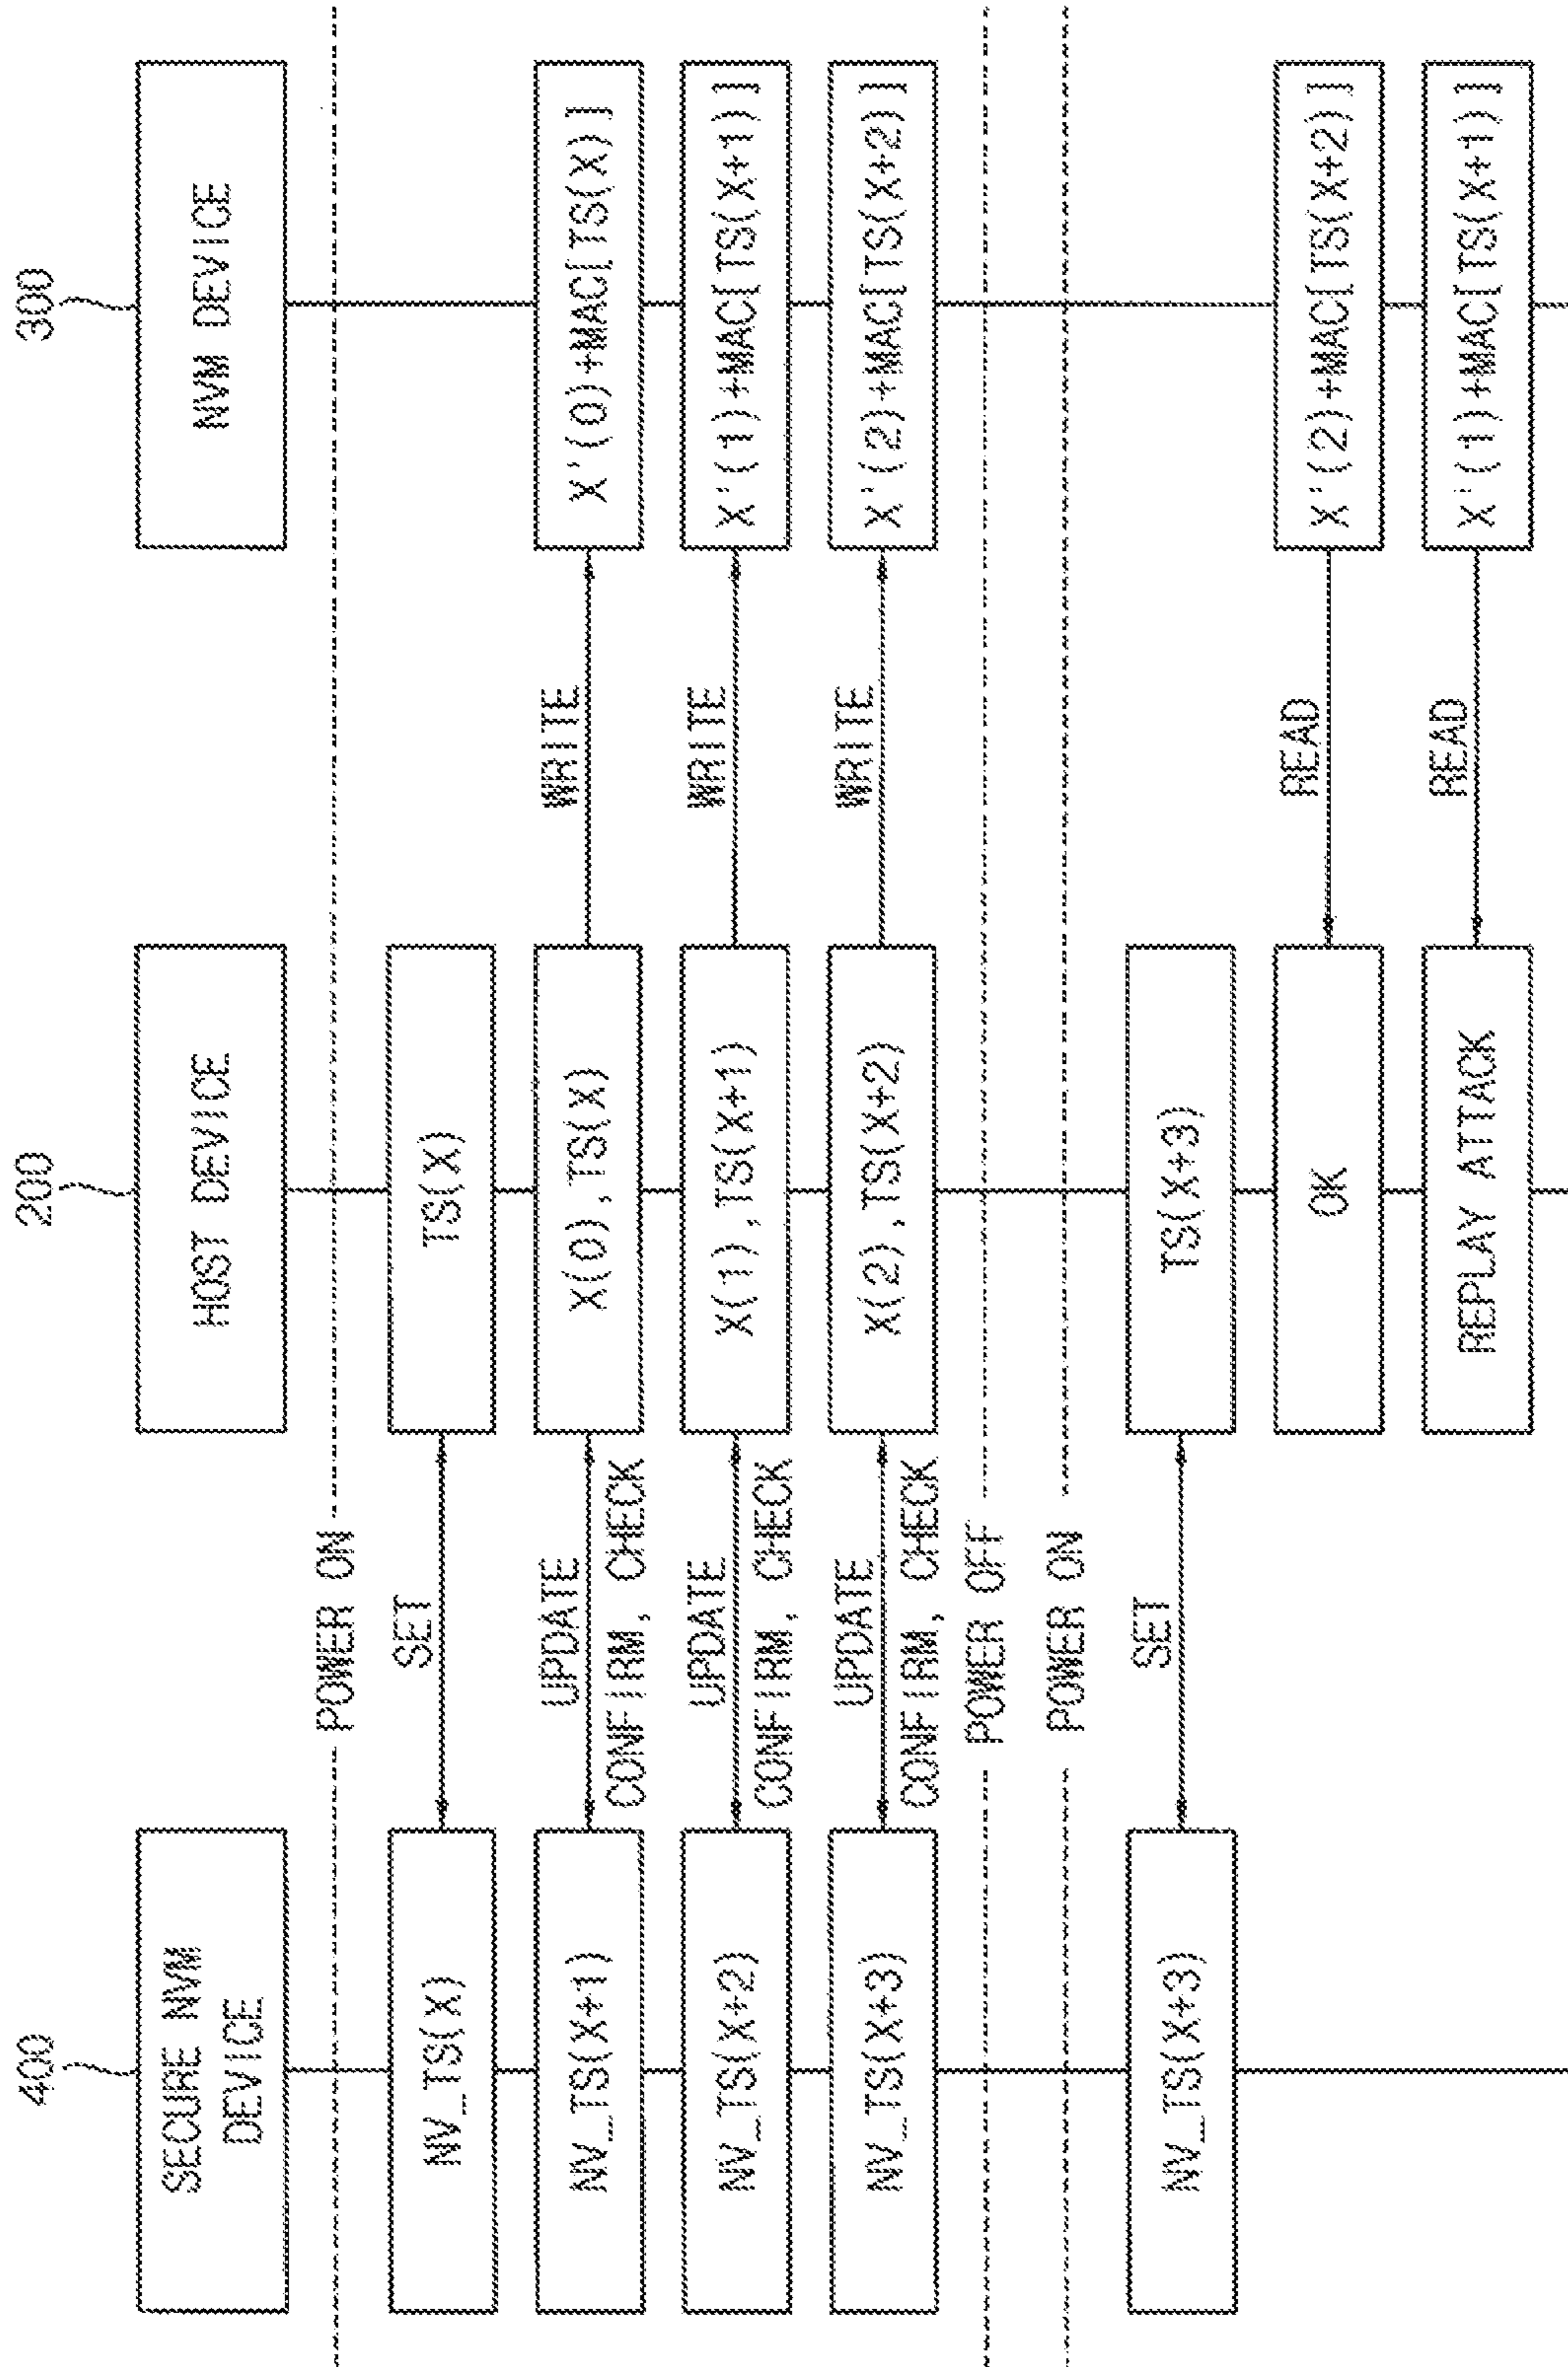 400
200
300
SECURE NVM
DEVICE
HOST DEVICE
NVM DEVICE
POWER ON
NV_TS(X)
SET
TS(X)
NV_TS(X+1)
UPDATE
CONFIRM, CHECK
X(0),TS(X)
WRITE
X'(0)+MAC[TS(X)]
NV_TS(X+2)
UPDATE
CONFIRM, CHECK
X(1),TS(X+1)
WRITE
X'(1)+MAC[TS(X+1)]
NV_TS(X+3)
UPDATE
CONFIRM, CHECK
X(2),TS(X+2)
WRITE
X'(2)+MAC[TS(X+2)]
POWER OFF
POWER ON
NV_TS(X+3)
SET
TS(X+3)
OK
READ
X'(2)+MAC[TS(X+2)]
REPLAY ATTACK
READ
X'(1)+MAC[TS(X+1)]